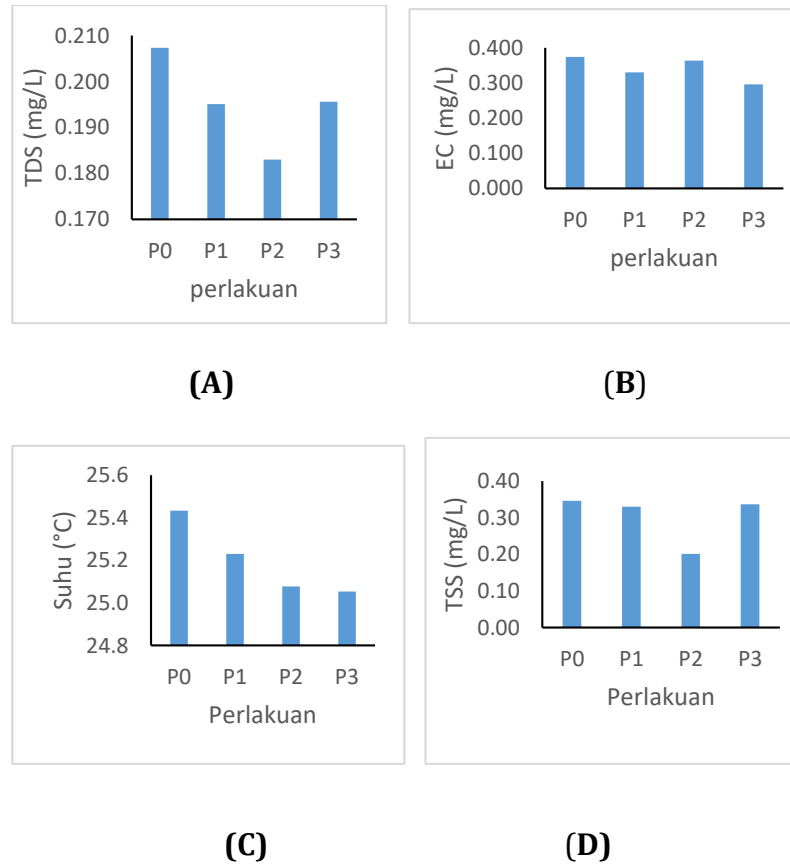 TDS (mg/L)
0.210
0.200
0.190
0.180
0.170
P0 P1 P2 P3
perlakuan
(A)
EC (mg/L)
0.400
0.300
0.200
0.100
0.000
P0 P1 P2 P3
perlakuan
(B)
Suhu (°C)
25.6
25.4
25.2
25.0
24.8
P0 P1 P2 P3
Perlakuan
(C)
TSS (mg/L)
0.40
0.30
0.20
0.10
0.00
P0 P1 P2 P3
Perlakuan
(D)